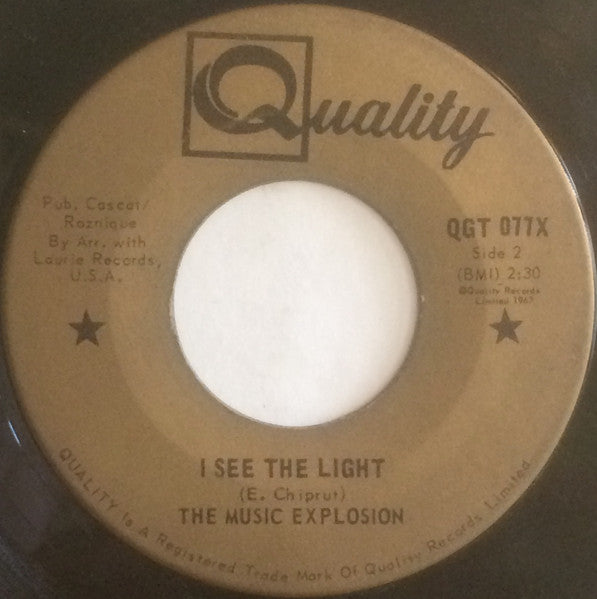 Quality
Pub. Cascat/
Roznique
By Arr. with
Laurie Records,
U.S.A.
QGT 077X
Side 2
(BMI) 2:30
©Quality Records
Limited 1967
I SEE THE LIGHT
(E. Chiprut)
THE MUSIC EXPLOSION
QUALITY Is A Registered Trade Mark Of Quality Records Limited